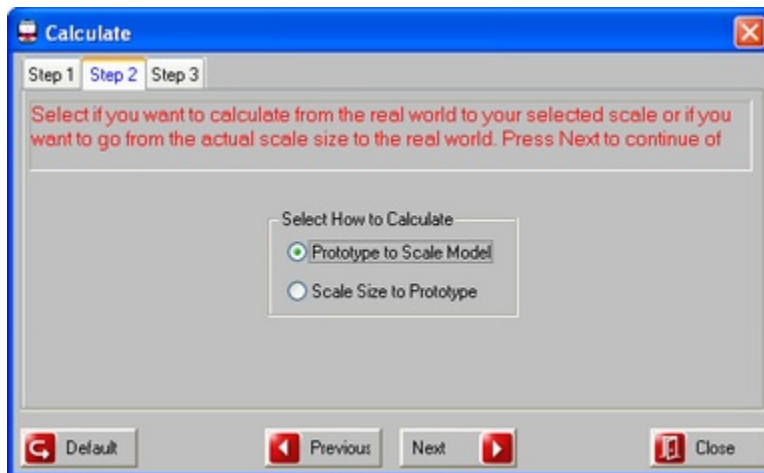 Calculate
Step 1 Step 2 Step 3
Select if you want to calculate from the real world to your selected scale or if you
want to go from the actual scale size to the real world. Press Next to continue of
Select How to Calculate
Prototype to Scale Model
Scale Size to Prototype
Default Previous Next Close